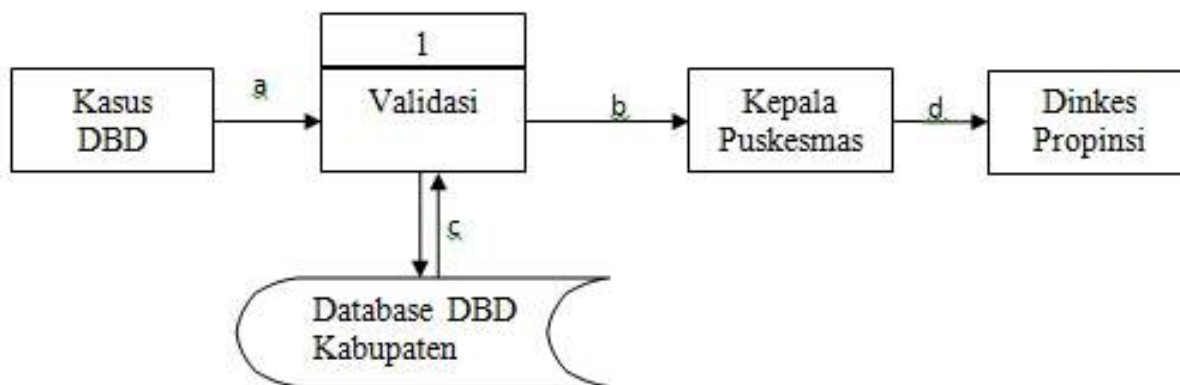 1
Kasus
DBD
a
Validasi
b
Kepala
Puskesmas
d
Dinkes
Propinsi
c
Database DBD
Kabupaten